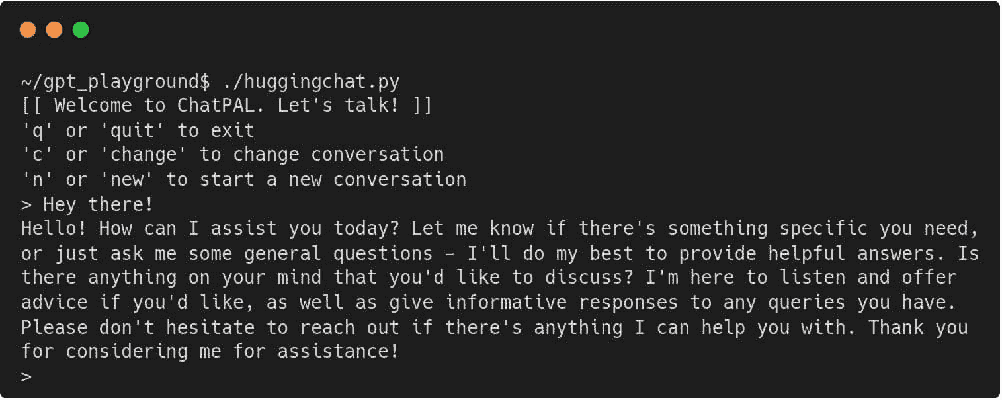 ~/gpt_playground$ ./huggingchat.py
[[ Welcome to ChatPAL. Let's talk! ]]
'q' or 'quit' to exit
'c' or 'change' to change conversation
'n' or 'new' to start a new conversation
> Hey there!
Hello! How can I assist you today? Let me know if there's something specific you need,
or just ask me some general questions – I'll do my best to provide helpful answers. Is
there anything on your mind that you'd like to discuss? I'm here to listen and offer
advice if you'd like, as well as give informative responses to any queries you have.
Please don't hesitate to reach out if there's anything I can help you with. Thank you
for considering me for assistance!
>